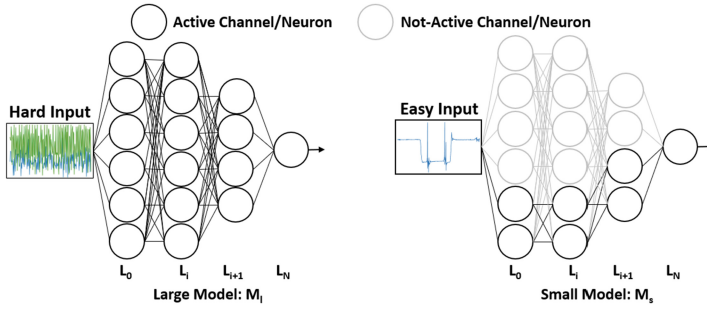 Active Channel/Neuron
Not-Active Channel/Neuron
Hard Input
Easy Input
L0 Li Li+1 LN
L0 Li Li+1 LN
Large Model: Ml
Small Model: Ms